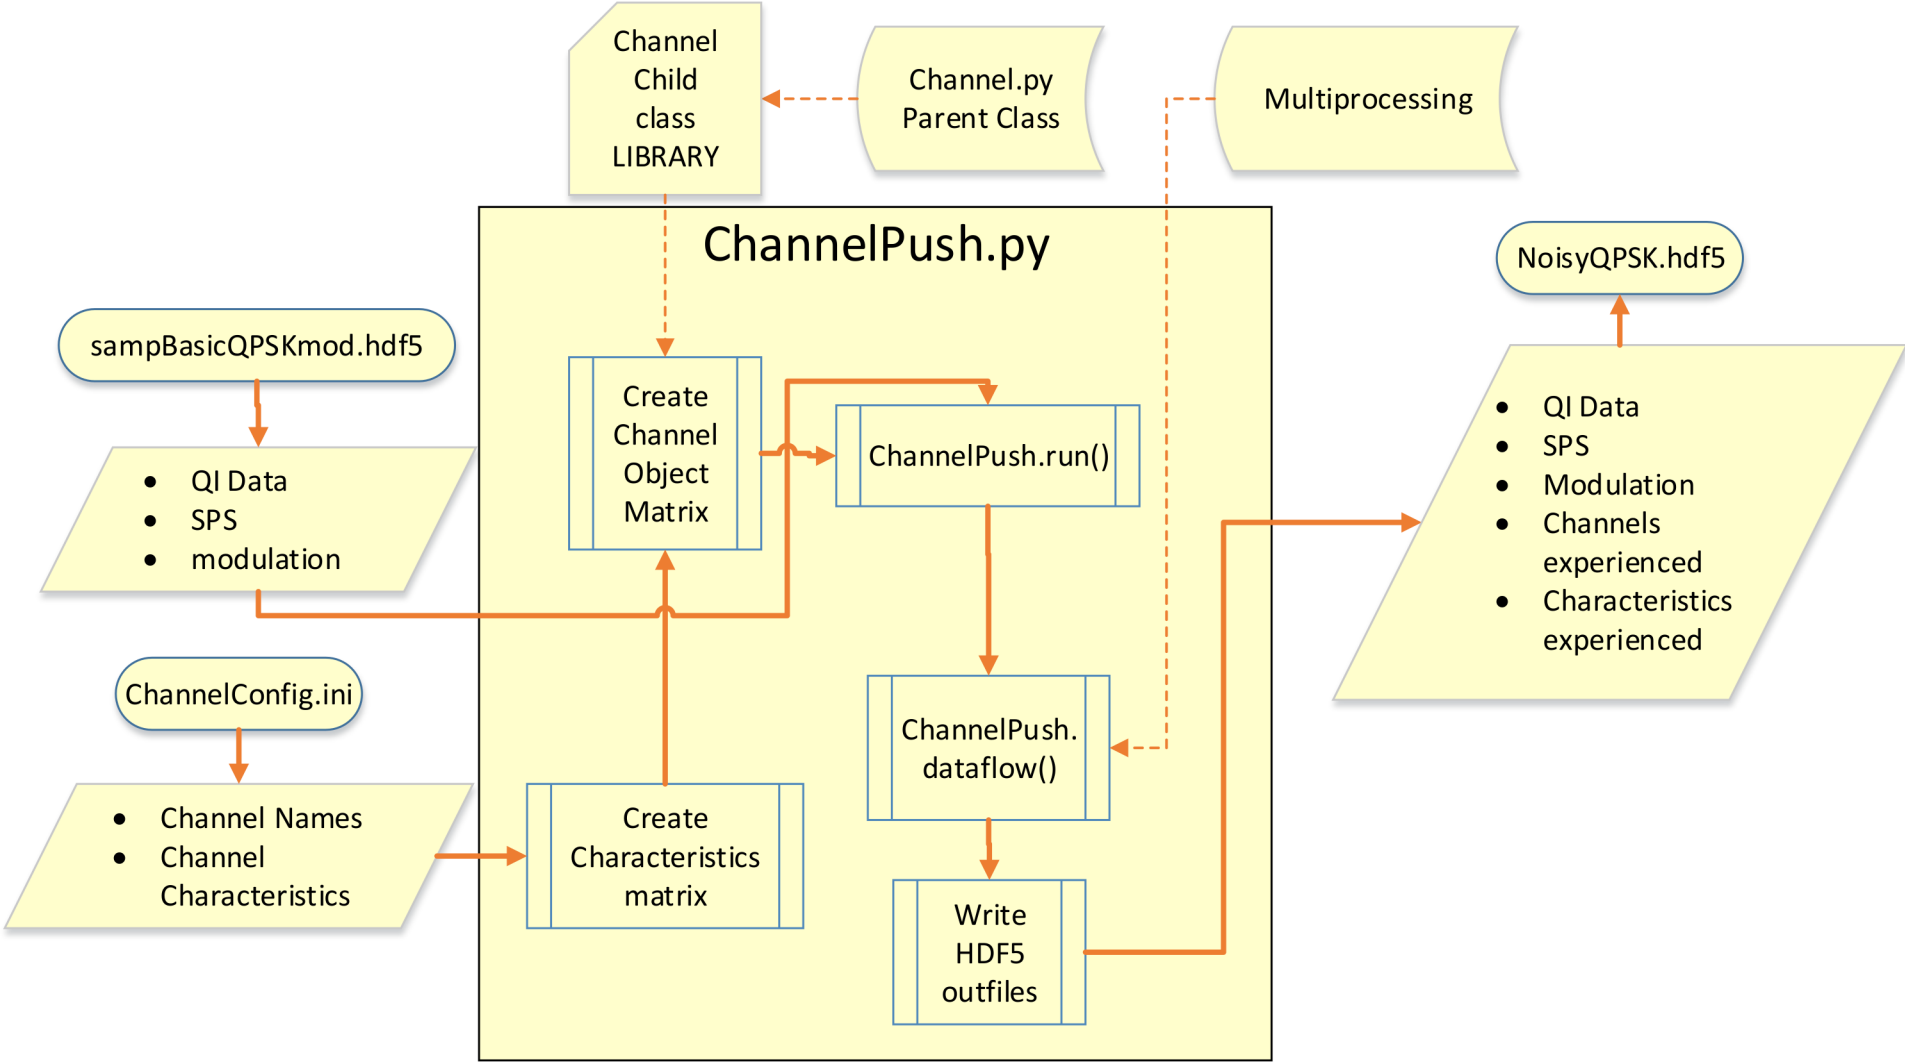 Channel
Child
class
LIBRARY
Channel.py
Parent Class
Multiprocessing
ChannelPush.py
NoisyQPSK.hdf5
sampBasicQPSKmod.hdf5
• QI Data
• SPS
• modulation
Create
Channel
Object
Matrix
ChannelPush.run()
• QI Data
• SPS
• Modulation
• Channels
experienced
• Characteristics
experienced
ChannelConfig.ini
• Channel Names
• Channel
Characteristics
Create
Characteristics
matrix
ChannelPush.
dataflow()
Write
HDF5
outfiles